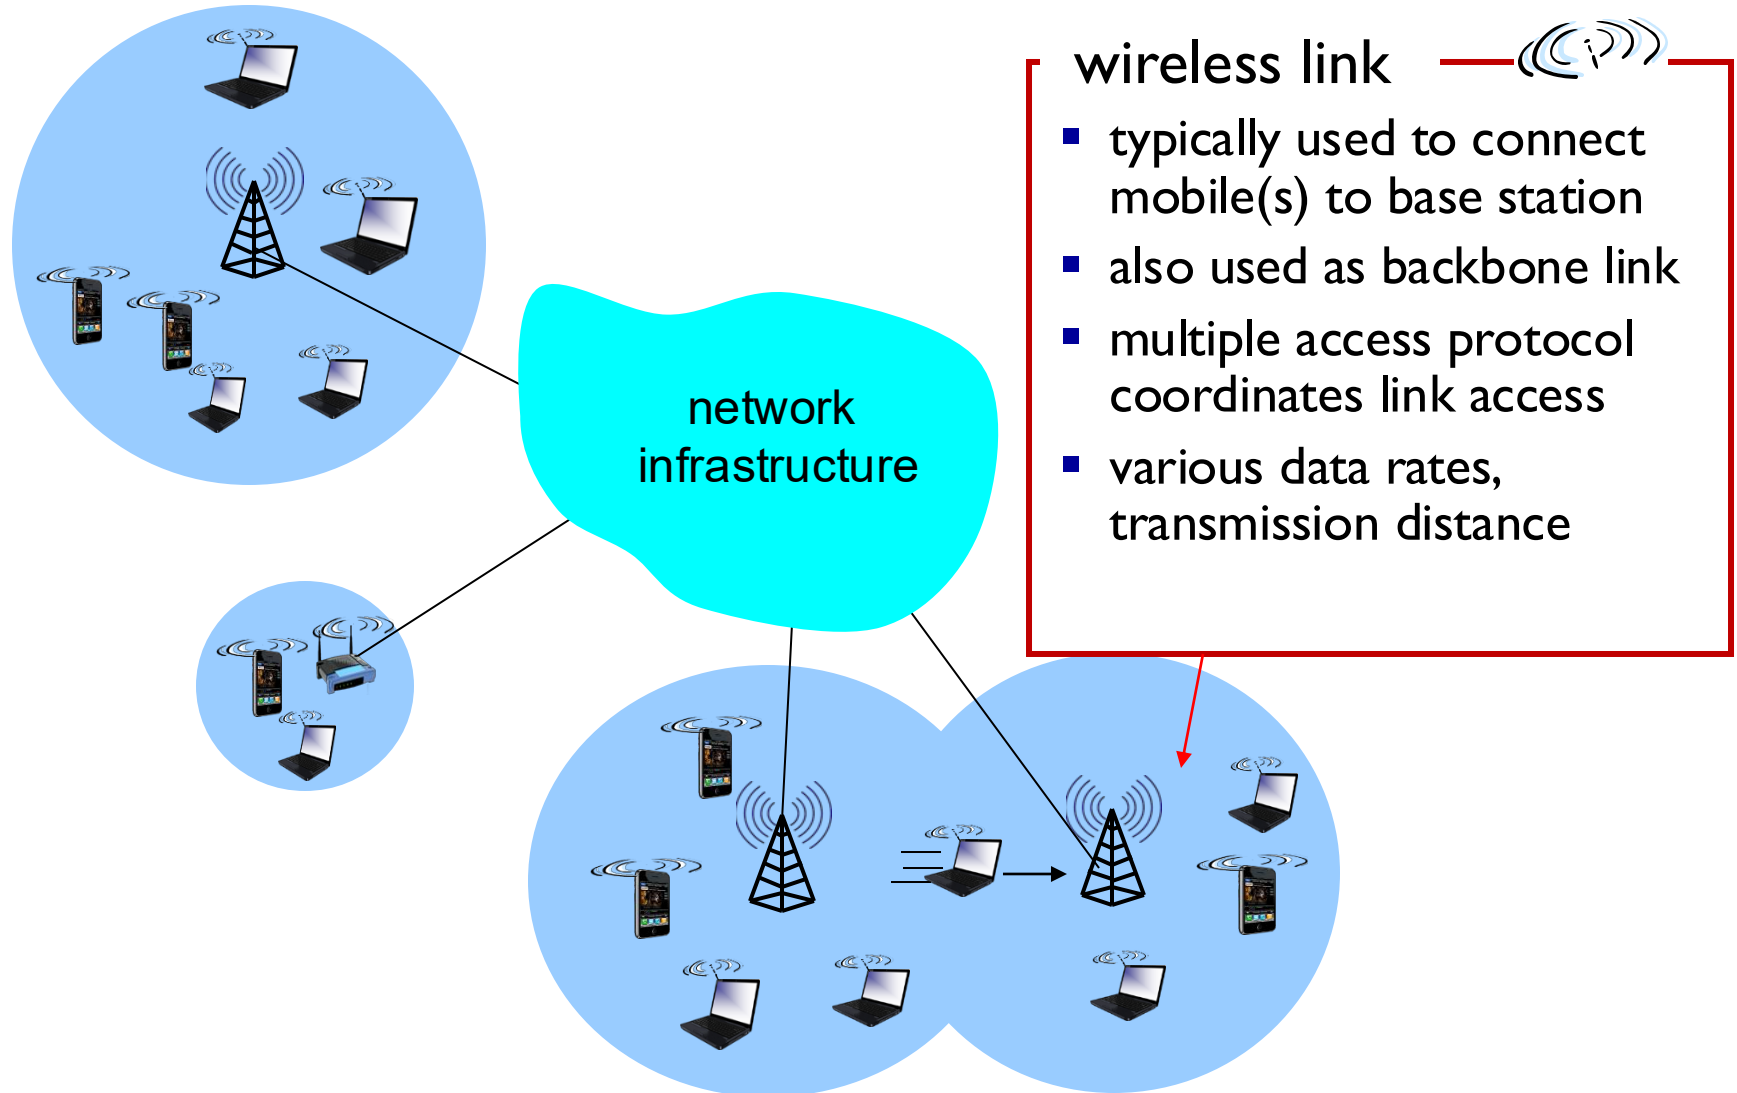 wireless link
▪ typically used to connect
mobile(s) to base station
▪ also used as backbone link
▪ multiple access protocol
coordinates link access
▪ various data rates,
transmission distance
network
infrastructure